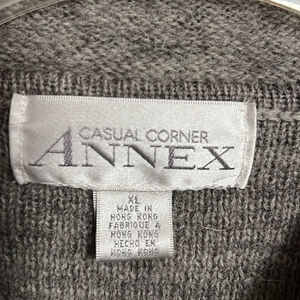 CASUAL CORNER
ANNEX
XL
MADE IN
HONG KONG
FABRIQUE A
HONG KONG
HECHO EN
HONG KONG